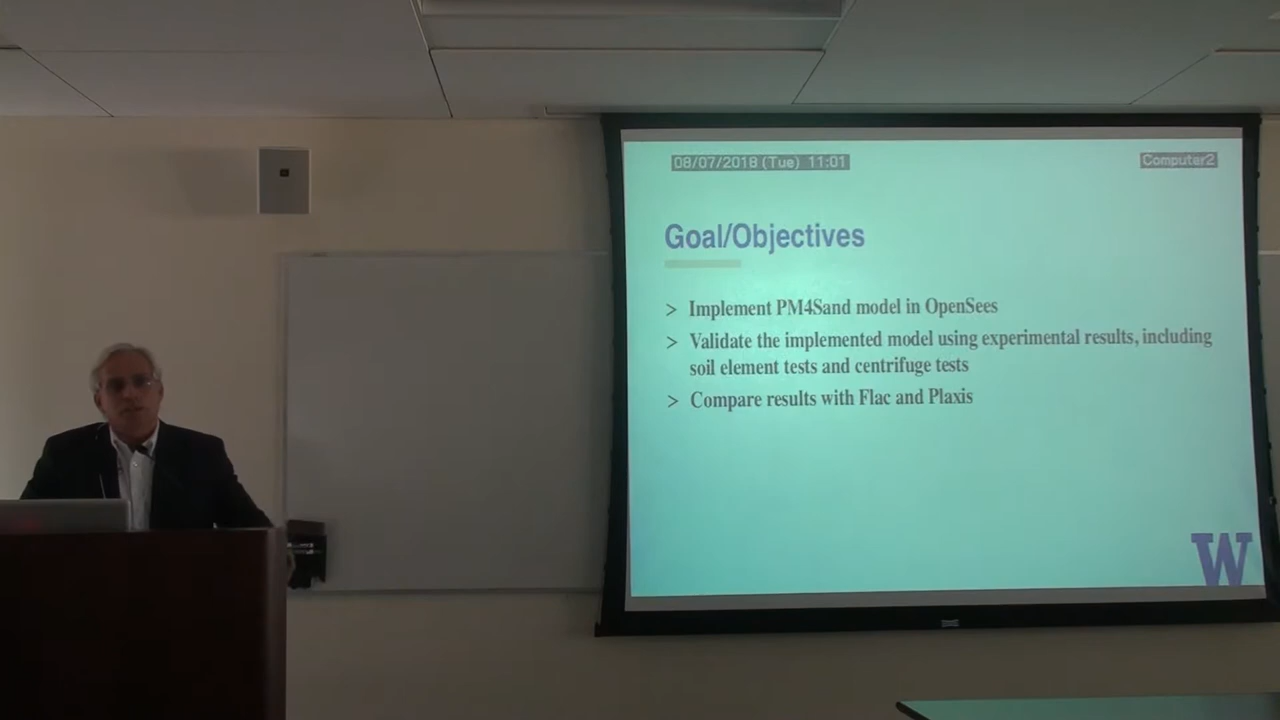 08/07/2018 (Tue) 11:01
Computer2
Goal/Objectives
> Implement PM4Sand model in OpenSees
> Validate the implemented model using experimental results, including
soil element tests and centrifuge tests
> Compare results with Flac and Plaxis
W